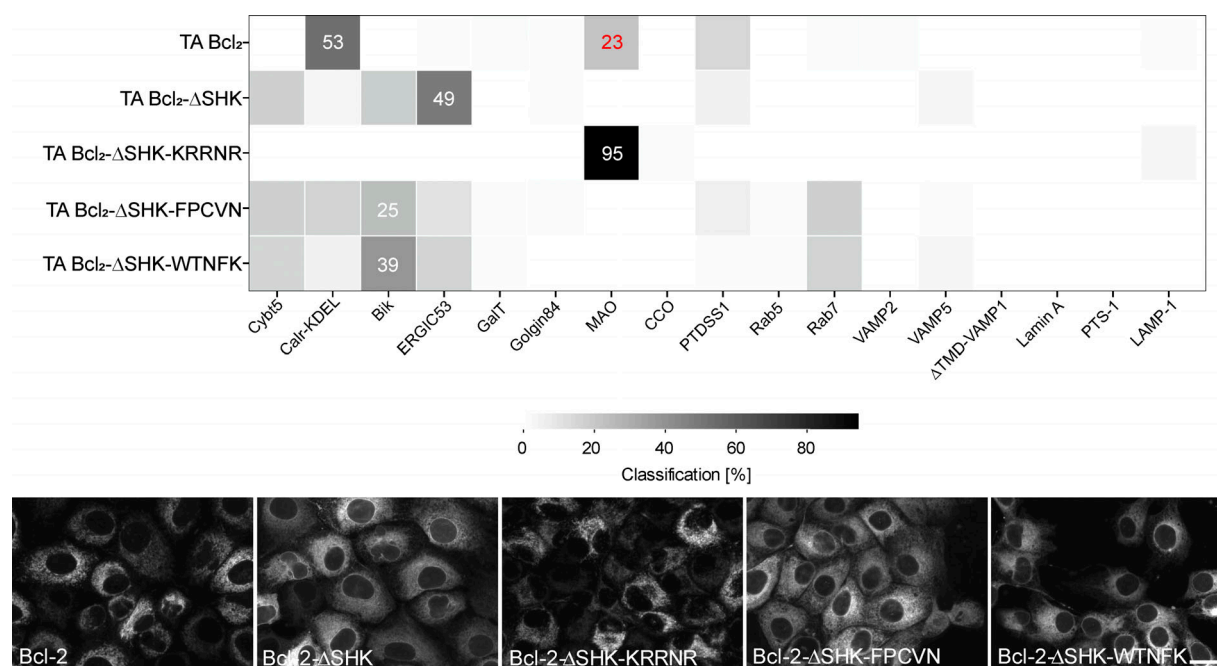 TA Bcl₂
53
23
TA Bcl₂-ΔSHK
49
TA Bcl₂-ΔSHK-KRRNR
95
TA Bcl₂-ΔSHK-FPCVN
25
TA Bcl₂-ΔSHK-WTNFK
39
Cybt5
Calr-KDEL
Bik
ERGIC53
GalT
Golgin84
MAO
CCO
PTDSS1
Rab5
Rab7
VAMP2
VAMP5
ΔTMD-VAMP1
Lamin A
PTS-1
LAMP-1
0 20 40 60 80
Classification [%]
Bcl-2
Bcl-2-ΔSHK
Bcl-2-ΔSHK-KRRNR
Bcl-2-ΔSHK-FPCVN
Bcl-2-ΔSHK-WTNFK